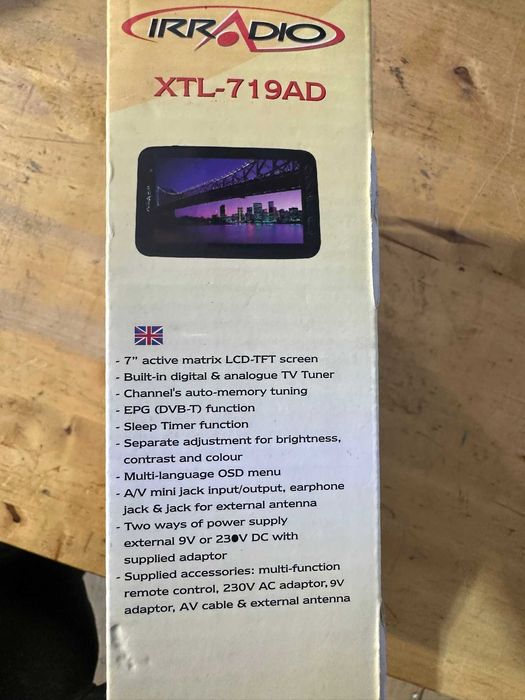 IRRADIO
XTL-719AD
- 7" active matrix LCD-TFT screen
- Built-in digital & analogue TV Tuner
- Channel's auto-memory tuning
- EPG (DVB-T) function
- Sleep Timer function
- Separate adjustment for brightness,
contrast and colour
- Multi-language OSD menu
- A/V mini jack input/output, earphone
jack & jack for external antenna
- Two ways of power supply
external 9V or 230V DC with
supplied adaptor
- Supplied accessories: multi-function
remote control, 230V AC adaptor, 9V
adaptor, AV cable & external antenna